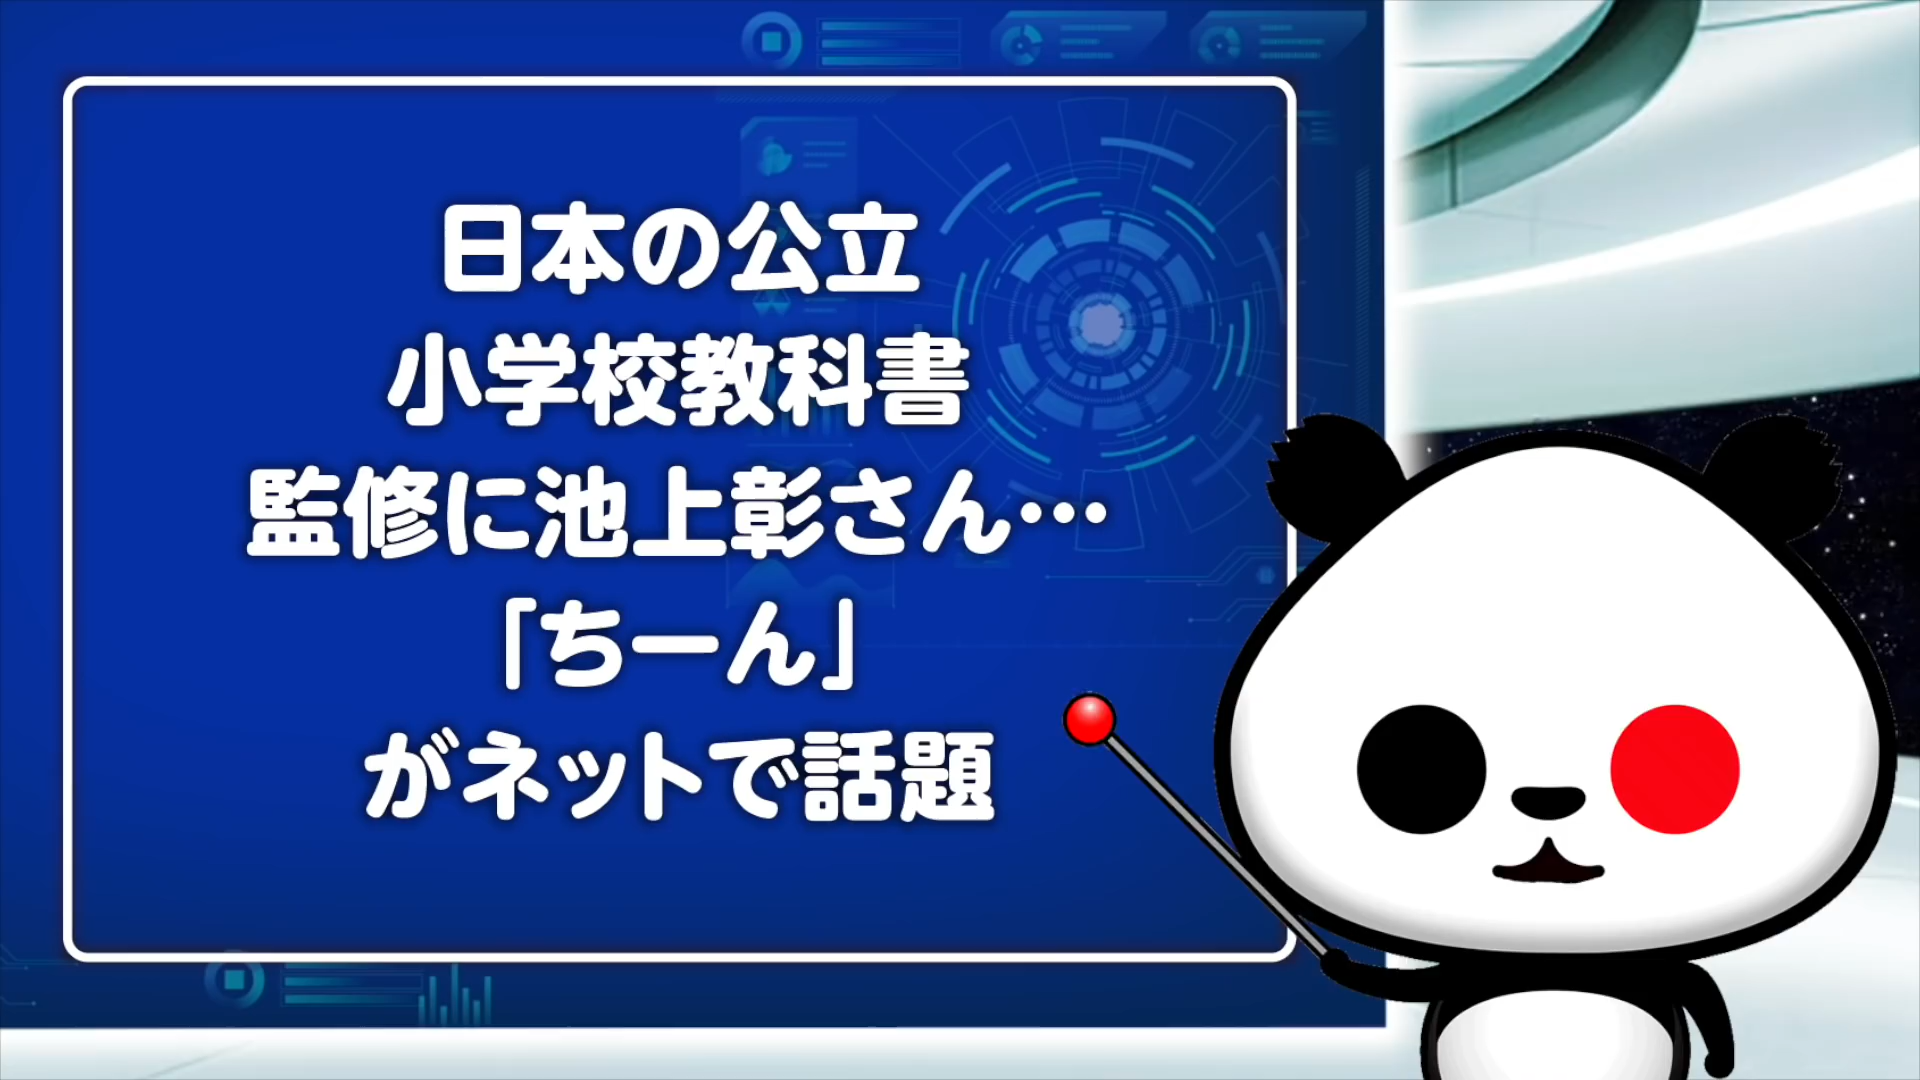 日本の公立
小学校教科書
監修に池上彰さん…
「ちーん」
がネットで話題